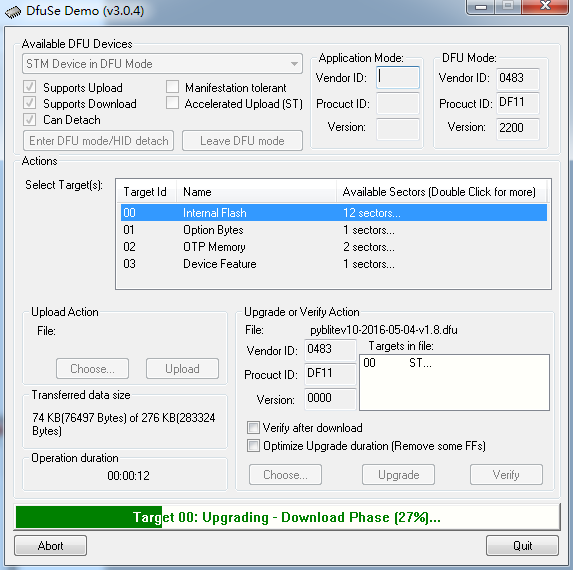 DfuSe Demo (v3.0.4)
Available DFU Devices
STM Device in DFU Mode
Supports Upload
Manifestation tolerant
Supports Download
Accelerated Upload (ST)
Can Detach
Enter DFU mode/HID detach
Leave DFU mode
Application Mode:
Vendor ID:
Procuct ID:
Version:
DFU Mode:
Vendor ID: 0483
Procuct ID: DF11
Version: 2200
Actions
Select Target(s):
Target Id Name Available Sectors (Double Click for more)
00 Internal Flash 12 sectors...
01 Option Bytes 1 sectors...
02 OTP Memory 2 sectors...
03 Device Feature 1 sectors...
Upload Action
File:
Choose... Upload
Transferred data size
74 KB(76497 Bytes) of 276 KB(283324
Bytes)
Operation duration
00:00:12
Upgrade or Verify Action
File: pyblitev10-2016-05-04-v1.8.dfu
Vendor ID: 0483
Procuct ID: DF11
Version: 0000
Targets in file:
00 ST...
Verify after download
Optimize Upgrade duration (Remove some FFs)
Choose... Upgrade Verify
Target 00: Upgrading - Download Phase (27%)...
Abort Quit